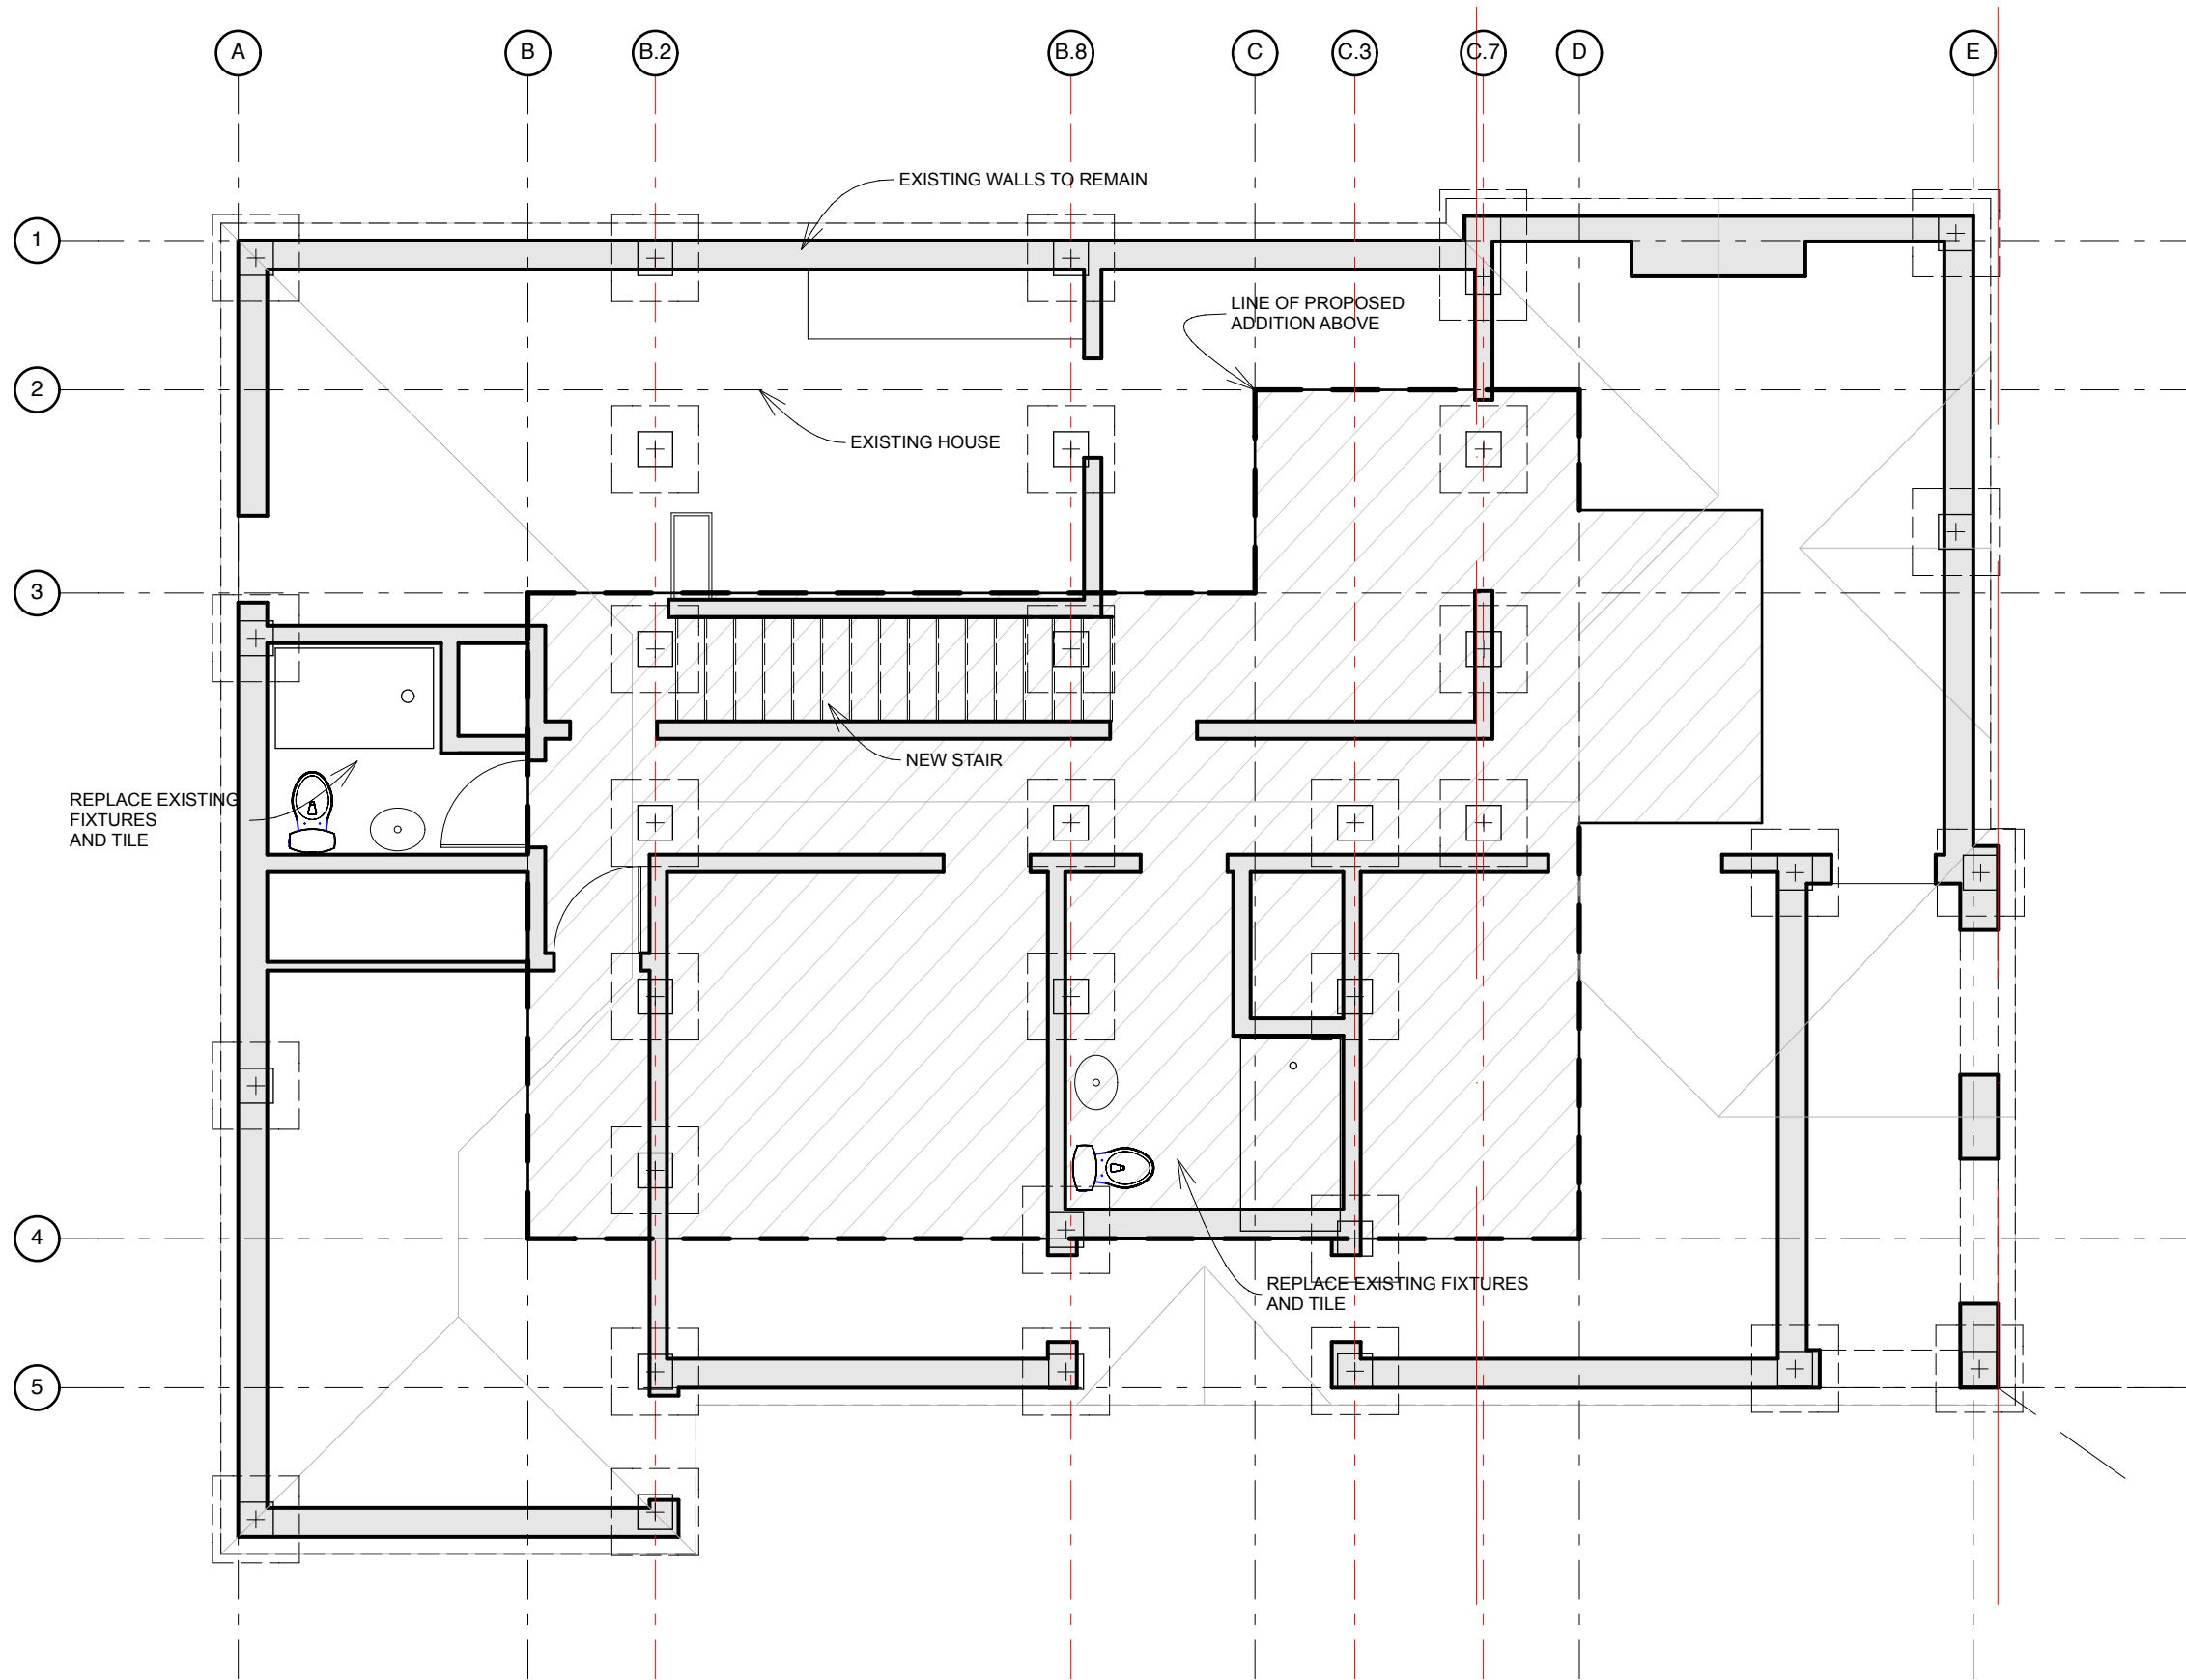 A
B
B.2
B.8
C
C.3
C.7
D
E
EXISTING WALLS TO REMAIN
1
LINE OF PROPOSED
ADDITION ABOVE
2
EXISTING HOUSE
3
NEW STAIR
REPLACE EXISTING
FIXTURES
AND TILE
4
REPLACE EXISTING FIXTURES
AND TILE
5